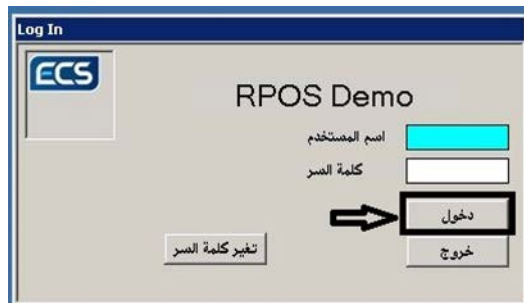 Log In
ECS
RPOS Demo
اسم المستخدم
كلمة السر
دخول
تغير كلمة السر
خروج